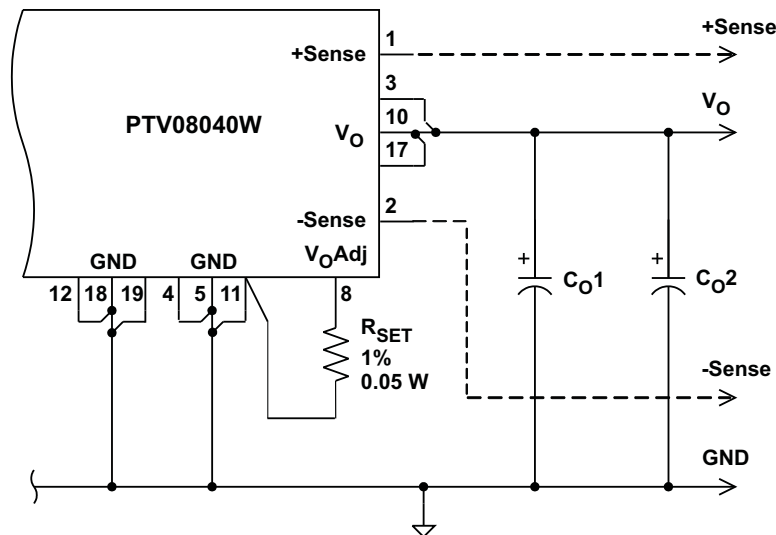 +Sense
1
+Sense
3
VO
PTV08040W
10
VO
17
2
-Sense
VOAdj
GND
GND
12 18 19 4 5 11 8
+ CO1
+ CO2
RSET
1%
0.05 W
-Sense
GND